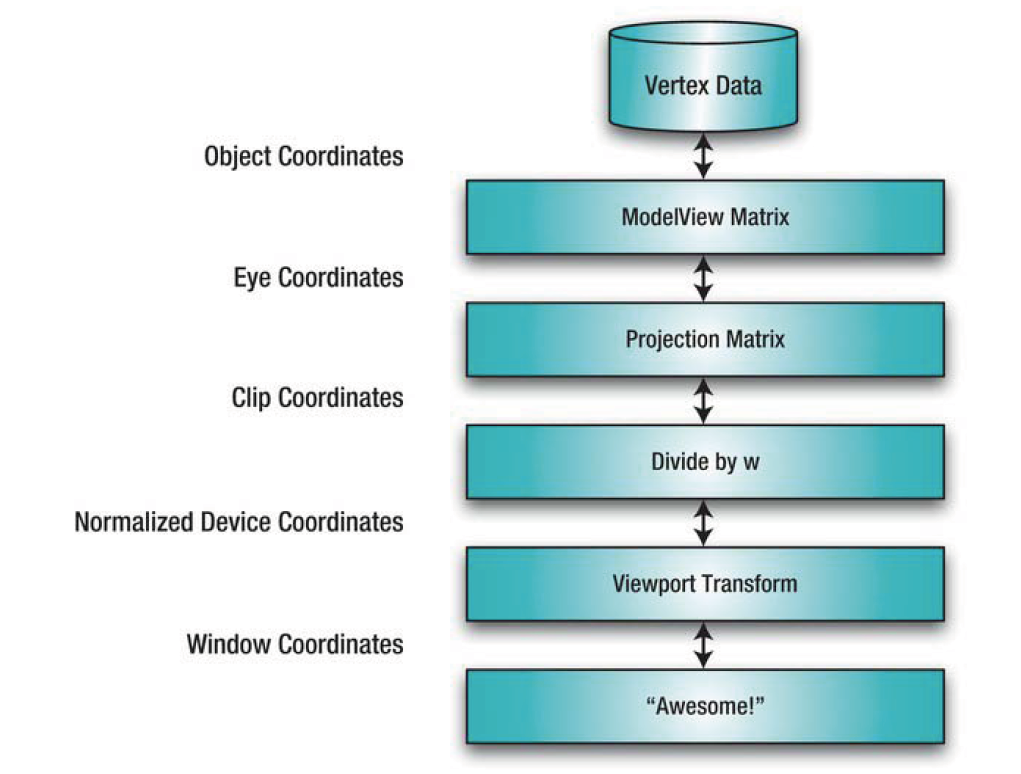 Vertex Data
Object Coordinates
ModelView Matrix
Eye Coordinates
Projection Matrix
Clip Coordinates
Divide by w
Normalized Device Coordinates
Viewport Transform
Window Coordinates
“Awesome!”